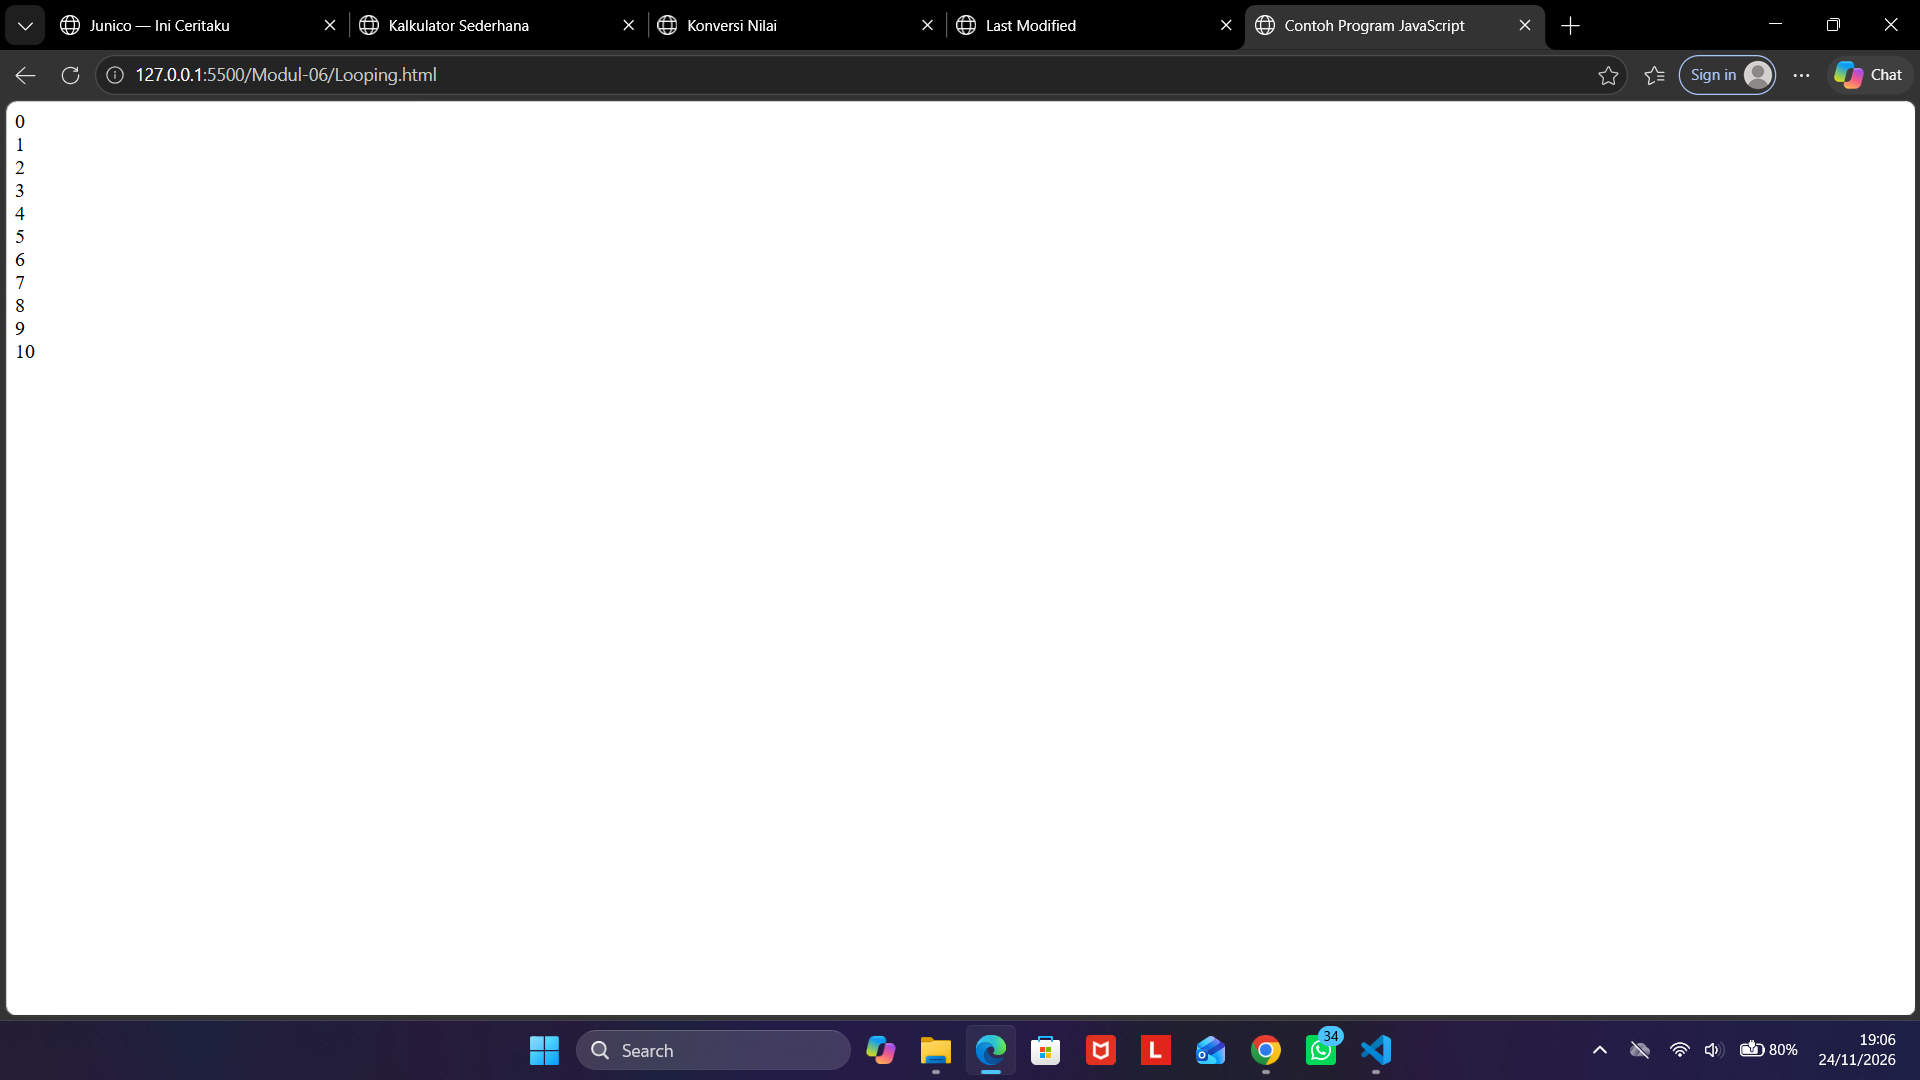 Junico — Ini Ceritaku
Kalkulator Sederhana
Konversi Nilai
Last Modified
Contoh Program JavaScript
127.0.0.1:5500/Modul-06/Looping.html
Sign in
Chat
0
1
2
3
4
5
6
7
8
9
10
Search
L
34
80%
19:06
24/11/2026